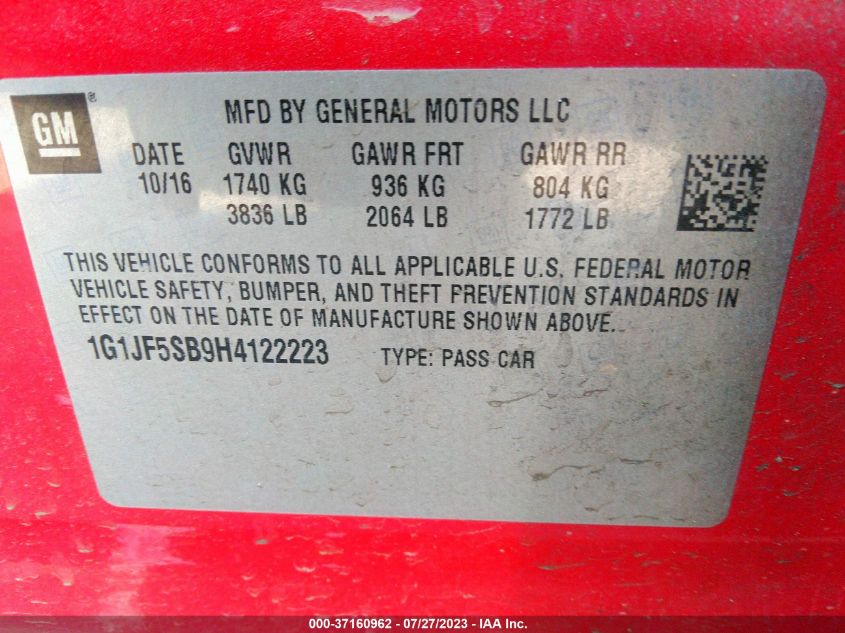 GM ®
MFD BY GENERAL MOTORS LLC
DATE GVWR GAWR FRT GAWR RR
10/16 1740 KG 936 KG 804 KG
3836 LB 2064 LB 1772 LB
THIS VEHICLE CONFORMS TO ALL APPLICABLE U.S. FEDERAL MOTOR
VEHICLE SAFETY, BUMPER, AND THEFT PREVENTION STANDARDS IN
EFFECT ON THE DATE OF MANUFACTURE SHOWN ABOVE.
1G1JF5SB9H4122223 TYPE: PASS CAR
000-37160962 / 07/27/2023 - IAA Inc.